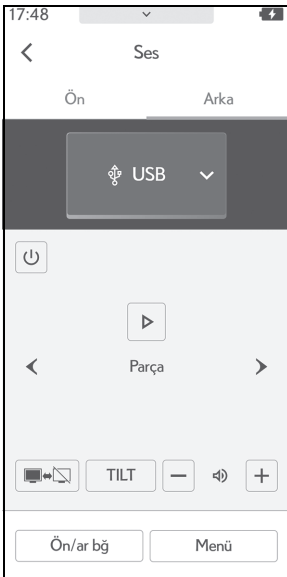 17:48
Ses
Ön Arka
USB
Parça
TILT
Ön/ar bğ Menü